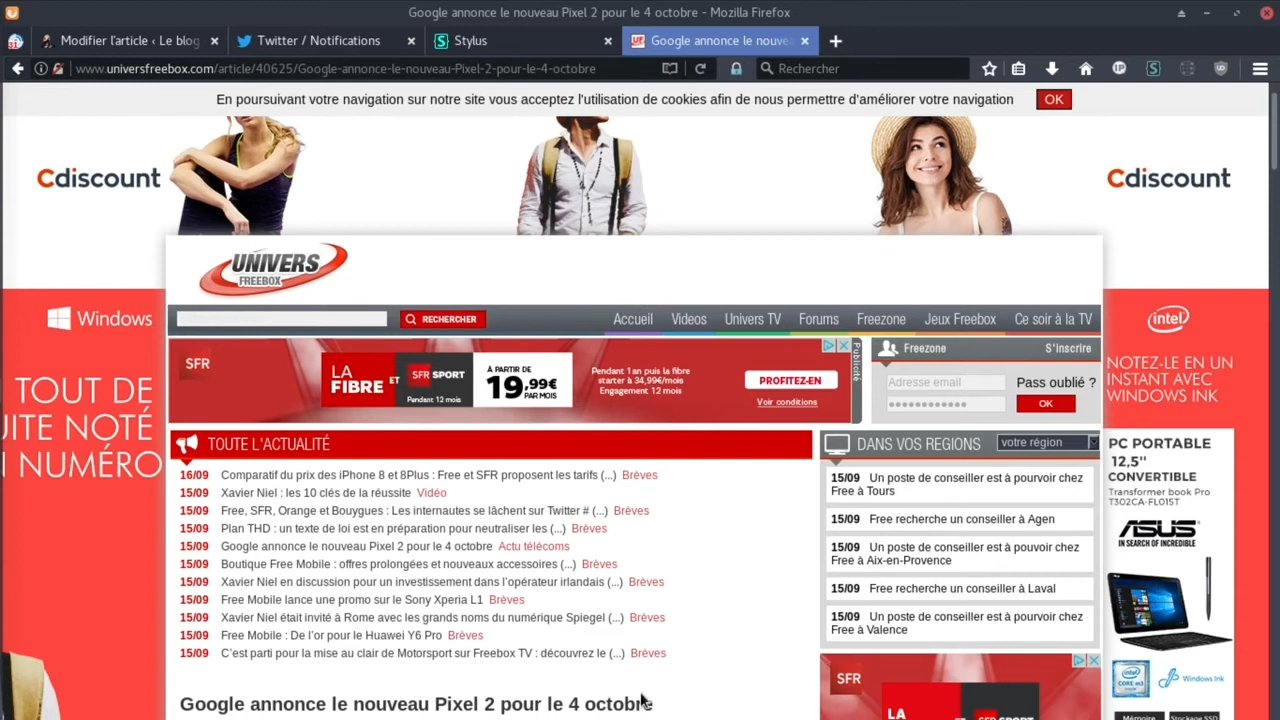 Google annonce le nouveau Pixel 2 pour le 4 octobre - Mozilla Firefox
31
Modifier l'article ‹ Le blog
Twitter / Notifications
Stylus
UF Google annonce le nouvea
www.universfreebox.com/article/40625/Google-annonce-le-nouveau-Pixel-2-pour-le-4-octobre
Rechercher
En poursuivant votre navigation sur notre site vous acceptez l'utilisation de cookies afin de nous permettre d'améliorer votre navigation
OK
Cdiscount
Cdiscount
UNIVERS
FREEBOX
RECHERCHER
Accueil Videos Univers TV Forums Freezone Jeux Freebox Ce soir à la TV
Windows
TOUT DE
UITE NOTÉ
N NUMÉRO
SFR
LA
FIBRE ET
SFR SPORT
Pendant 12 mois
À PARTIR DE
19,99€
PAR MOIS
Pendant 1 an puis la fibre
starter à 34,99€/mois
Engagement 12 mois
PROFITEZ-EN
Voir conditions
Publicité
Freezone
S'inscrire
Adresse email
Pass oublié ?
OK
intel
NOTEZ-LE EN UN
INSTANT AVEC
WINDOWS INK
TOUTE L'ACTUALITÉ
16/09 Comparatif du prix des iPhone 8 et 8Plus : Free et SFR proposent les tarifs (...) Brèves
15/09 Xavier Niel : les 10 clés de la réussite Vidéo
15/09 Free, SFR, Orange et Bouygues : Les internautes se lâchent sur Twitter # (...) Brèves
15/09 Plan THD : un texte de loi est en préparation pour neutraliser les (...) Brèves
15/09 Google annonce le nouveau Pixel 2 pour le 4 octobre Actu télécoms
15/09 Boutique Free Mobile : offres prolongées et nouveaux accessoires (...) Brèves
15/09 Xavier Niel en discussion pour un investissement dans l'opérateur irlandais (...) Brèves
15/09 Free Mobile lance une promo sur le Sony Xperia L1 Brèves
15/09 Xavier Niel était invité à Rome avec les grands noms du numérique Spiegel (...) Brèves
15/09 Free Mobile : De l'or pour le Huawei Y6 Pro Brèves
15/09 C'est parti pour la mise au clair de Motorsport sur Freebox TV : découvrez le (...) Brèves
Google annonce le nouveau Pixel 2 pour le 4 octobre
DANS VOS REGIONS
votre région
15/09 Un poste de conseiller est à pourvoir chez
Free à Tours
15/09 Free recherche un conseiller à Agen
15/09 Un poste de conseiller est à pourvoir chez
Free à Aix-en-Provence
15/09 Free recherche un conseiller à Laval
15/09 Un poste de conseiller est à pourvoir chez
Free à Valence
SFR
LA
ET
SFR SPORT
PC PORTABLE
12,5''
CONVERTIBLE
Transformer book Pro
T302CA-FL015T
ASUS
IN SEARCH OF INCREDIBLE
intel
CORE m3
Windows Ink
Mémoire
Stockage SSD